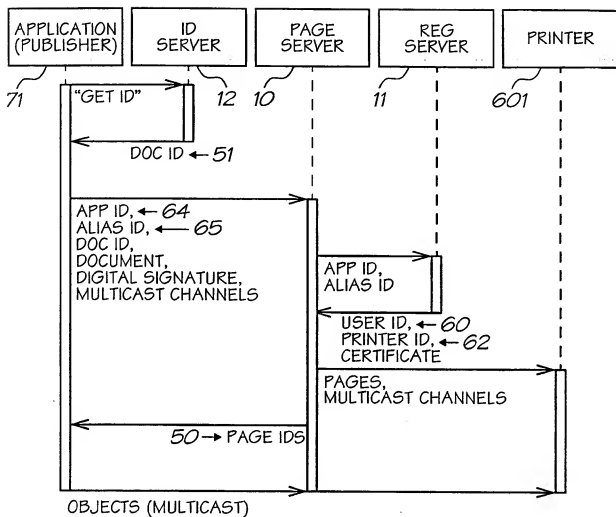 APPLICATION
(PUBLISHER)
ID
SERVER
PAGE
SERVER
REG
SERVER
PRINTER
71
12
10
11
601
"GET ID"
DOC ID ← 51
APP ID, ← 64
ALIAS ID, ← 65
DOC ID,
DOCUMENT,
DIGITAL SIGNATURE,
MULTICAST CHANNELS
APP ID,
ALIAS ID
USER ID, ← 60
PRINTER ID, ← 62
CERTIFICATE
PAGES,
MULTICAST CHANNELS
50 → PAGE IDS
OBJECTS (MULTICAST)